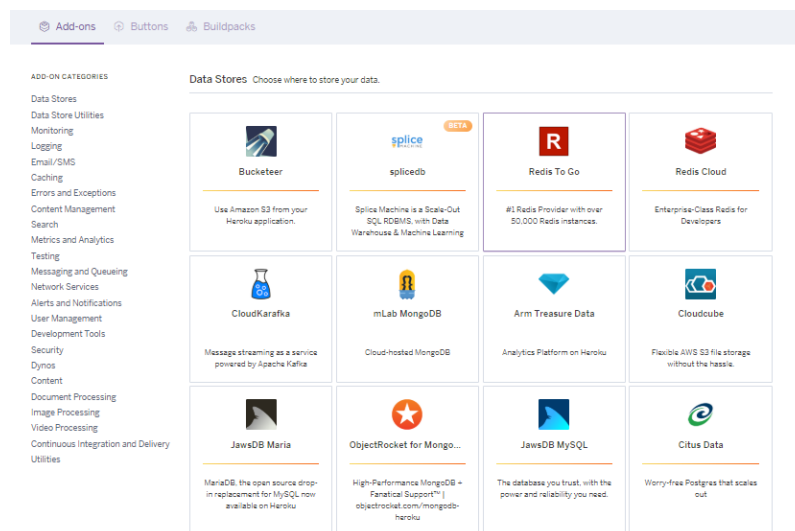 Add-ons Buttons Buildpacks
ADD-ON CATEGORIES
Data Stores
Data Store Utilities
Monitoring
Logging
Email/SMS
Caching
Errors and Exceptions
Content Management
Search
Metrics and Analytics
Testing
Messaging and Queueing
Network Services
Alerts and Notifications
User Management
Development Tools
Security
Dynos
Content
Document Processing
Image Processing
Video Processing
Continuous Integration and Delivery
Utilities
Data Stores Choose where to store your data.
Bucketeer
Use Amazon S3 from your
Heroku application.
BETA
splice
MACHINE
splicedb
Splice Machine is a Scale-Out
SQL RDBMS, with Data
Warehouse & Machine Learning
R
Redis To Go
#1 Redis Provider with over
50,000 Redis instances.
Redis Cloud
Enterprise-Class Redis for
Developers
CloudKarafka
Message streaming as a service
powered by Apache Kafka
mLab MongoDB
Cloud-hosted MongoDB
Arm Treasure Data
Analytics Platform on Heroku
Cloudcube
Flexible AWS S3 file storage
without the hassle.
JawsDB Maria
MariaDB, the open source drop-
in replacement for MySQL now
available on Heroku
ObjectRocket for Mongo...
High-Performance MongoDB +
Fanatical Support™ |
objectrocket.com/mongodb-
heroku
JawsDB MySQL
The database you trust, with the
power and reliability you need.
Citus Data
Worry-free Postgres that scales
out